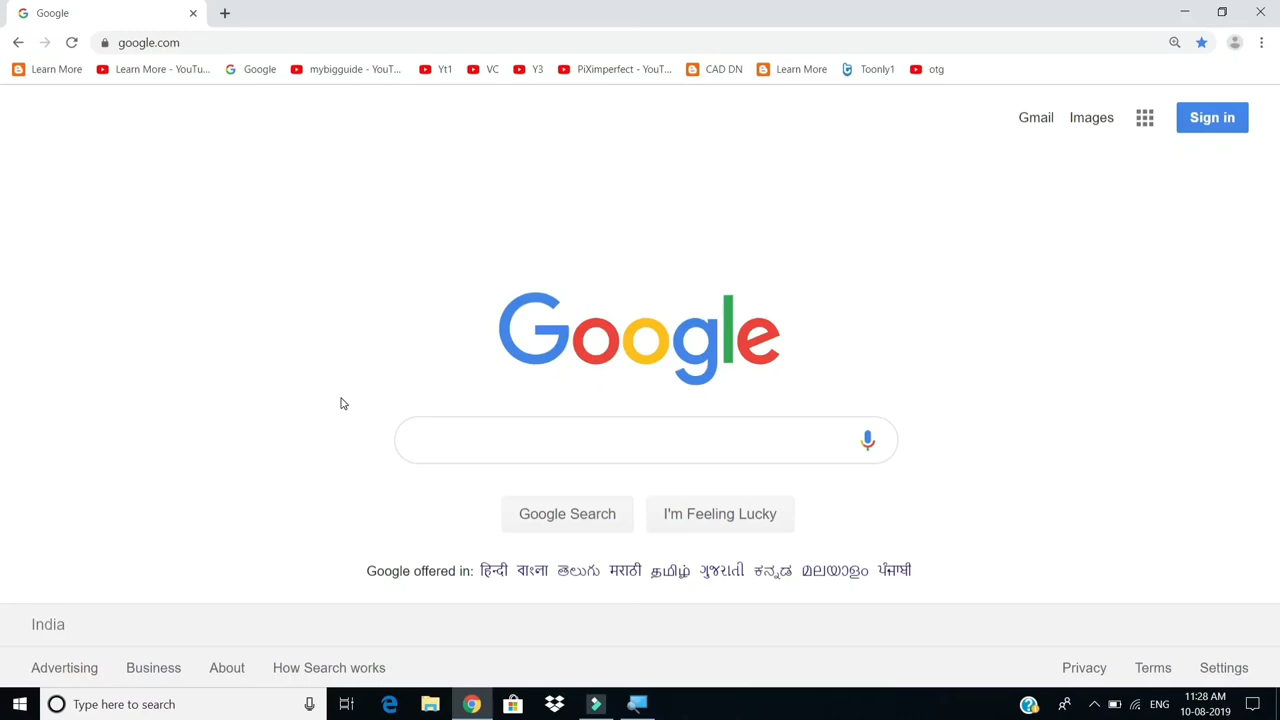 Google
google.com
Learn More Learn More - YouTu... Google mybigguide - YouT... Yt1 VC Y3 PiXimperfect - YouT... CAD DN Learn More Toonly1 otg
Gmail Images Sign in
Google
Google Search I'm Feeling Lucky
Google offered in: हिन्दी বাংলা తెలుగు मराठी தமிழ் ગુજરાતી ಕನ್ನಡ മലയാളം ਪੰਜਾਬੀ
India
Advertising Business About How Search works Privacy Terms Settings
Type here to search ENG 11:28 AM
10-08-2019